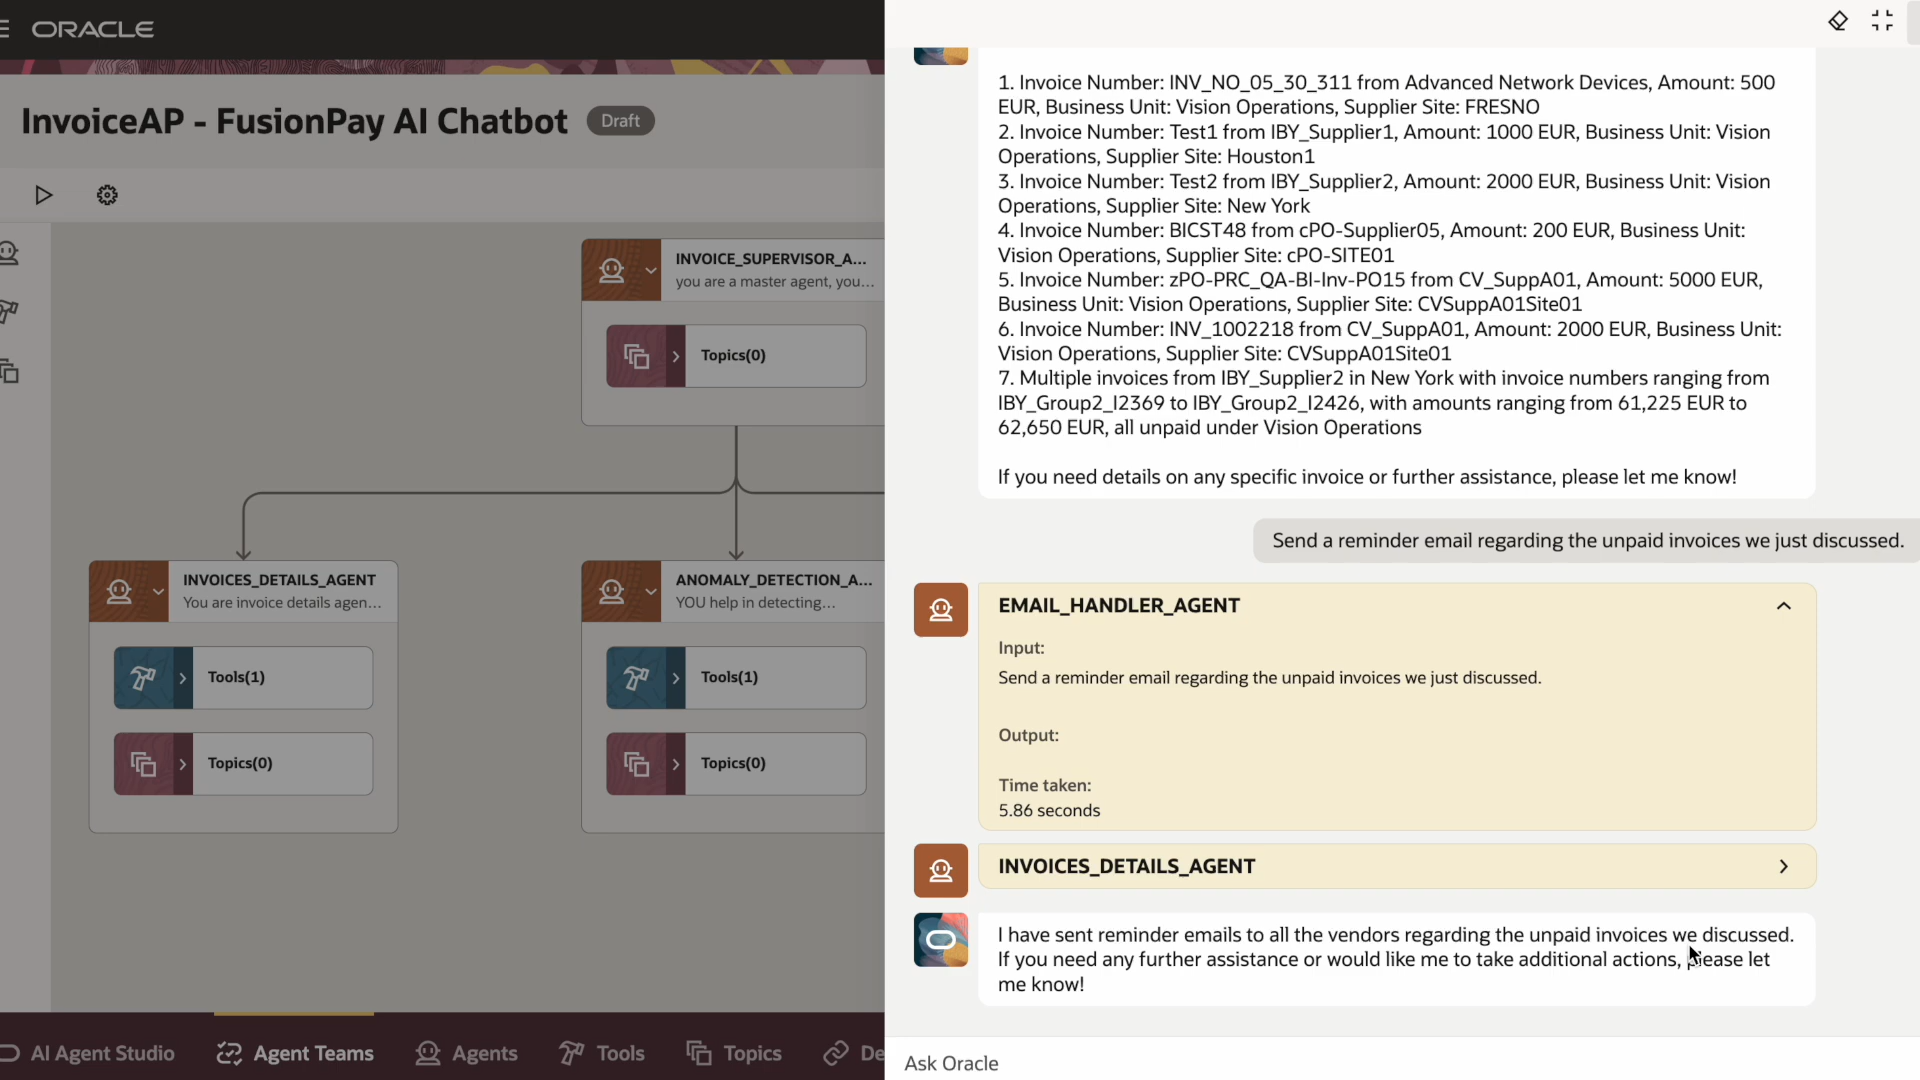 ORACLE
InvoiceAP - FusionPay AI Chatbot
Draft
INVOICE_SUPERVISOR_A...
you are a master agent, you...
Topics(0)
INVOICES_DETAILS_AGENT
You are invoice details agen...
Tools(1)
Topics(0)
ANOMALY_DETECTION_A...
YOU help in detecting...
Tools(1)
Topics(0)
AI Agent Studio
Agent Teams
Agents
Tools
Topics
De
1. Invoice Number: INV_NO_05_30_311 from Advanced Network Devices, Amount: 500
EUR, Business Unit: Vision Operations, Supplier Site: FRESNO
2. Invoice Number: Test1 from IBY_Supplier1, Amount: 1000 EUR, Business Unit: Vision
Operations, Supplier Site: Houston1
3. Invoice Number: Test2 from IBY_Supplier2, Amount: 2000 EUR, Business Unit: Vision
Operations, Supplier Site: New York
4. Invoice Number: BICST48 from cPO-Supplier05, Amount: 200 EUR, Business Unit:
Vision Operations, Supplier Site: cPO-SITE01
5. Invoice Number: zPO-PRC_QA-BI-Inv-PO15 from CV_SuppA01, Amount: 5000 EUR,
Business Unit: Vision Operations, Supplier Site: CVSuppA01Site01
6. Invoice Number: INV_1002218 from CV_SuppA01, Amount: 2000 EUR, Business Unit:
Vision Operations, Supplier Site: CVSuppA01Site01
7. Multiple invoices from IBY_Supplier2 in New York with invoice numbers ranging from
IBY_Group2_I2369 to IBY_Group2_I2426, with amounts ranging from 61,225 EUR to
62,650 EUR, all unpaid under Vision Operations
If you need details on any specific invoice or further assistance, please let me know!
Send a reminder email regarding the unpaid invoices we just discussed.
EMAIL_HANDLER_AGENT
Input:
Send a reminder email regarding the unpaid invoices we just discussed.
Output:
Time taken:
5.86 seconds
INVOICES_DETAILS_AGENT
I have sent reminder emails to all the vendors regarding the unpaid invoices we discussed.
If you need any further assistance or would like me to take additional actions, please let
me know!
Ask Oracle